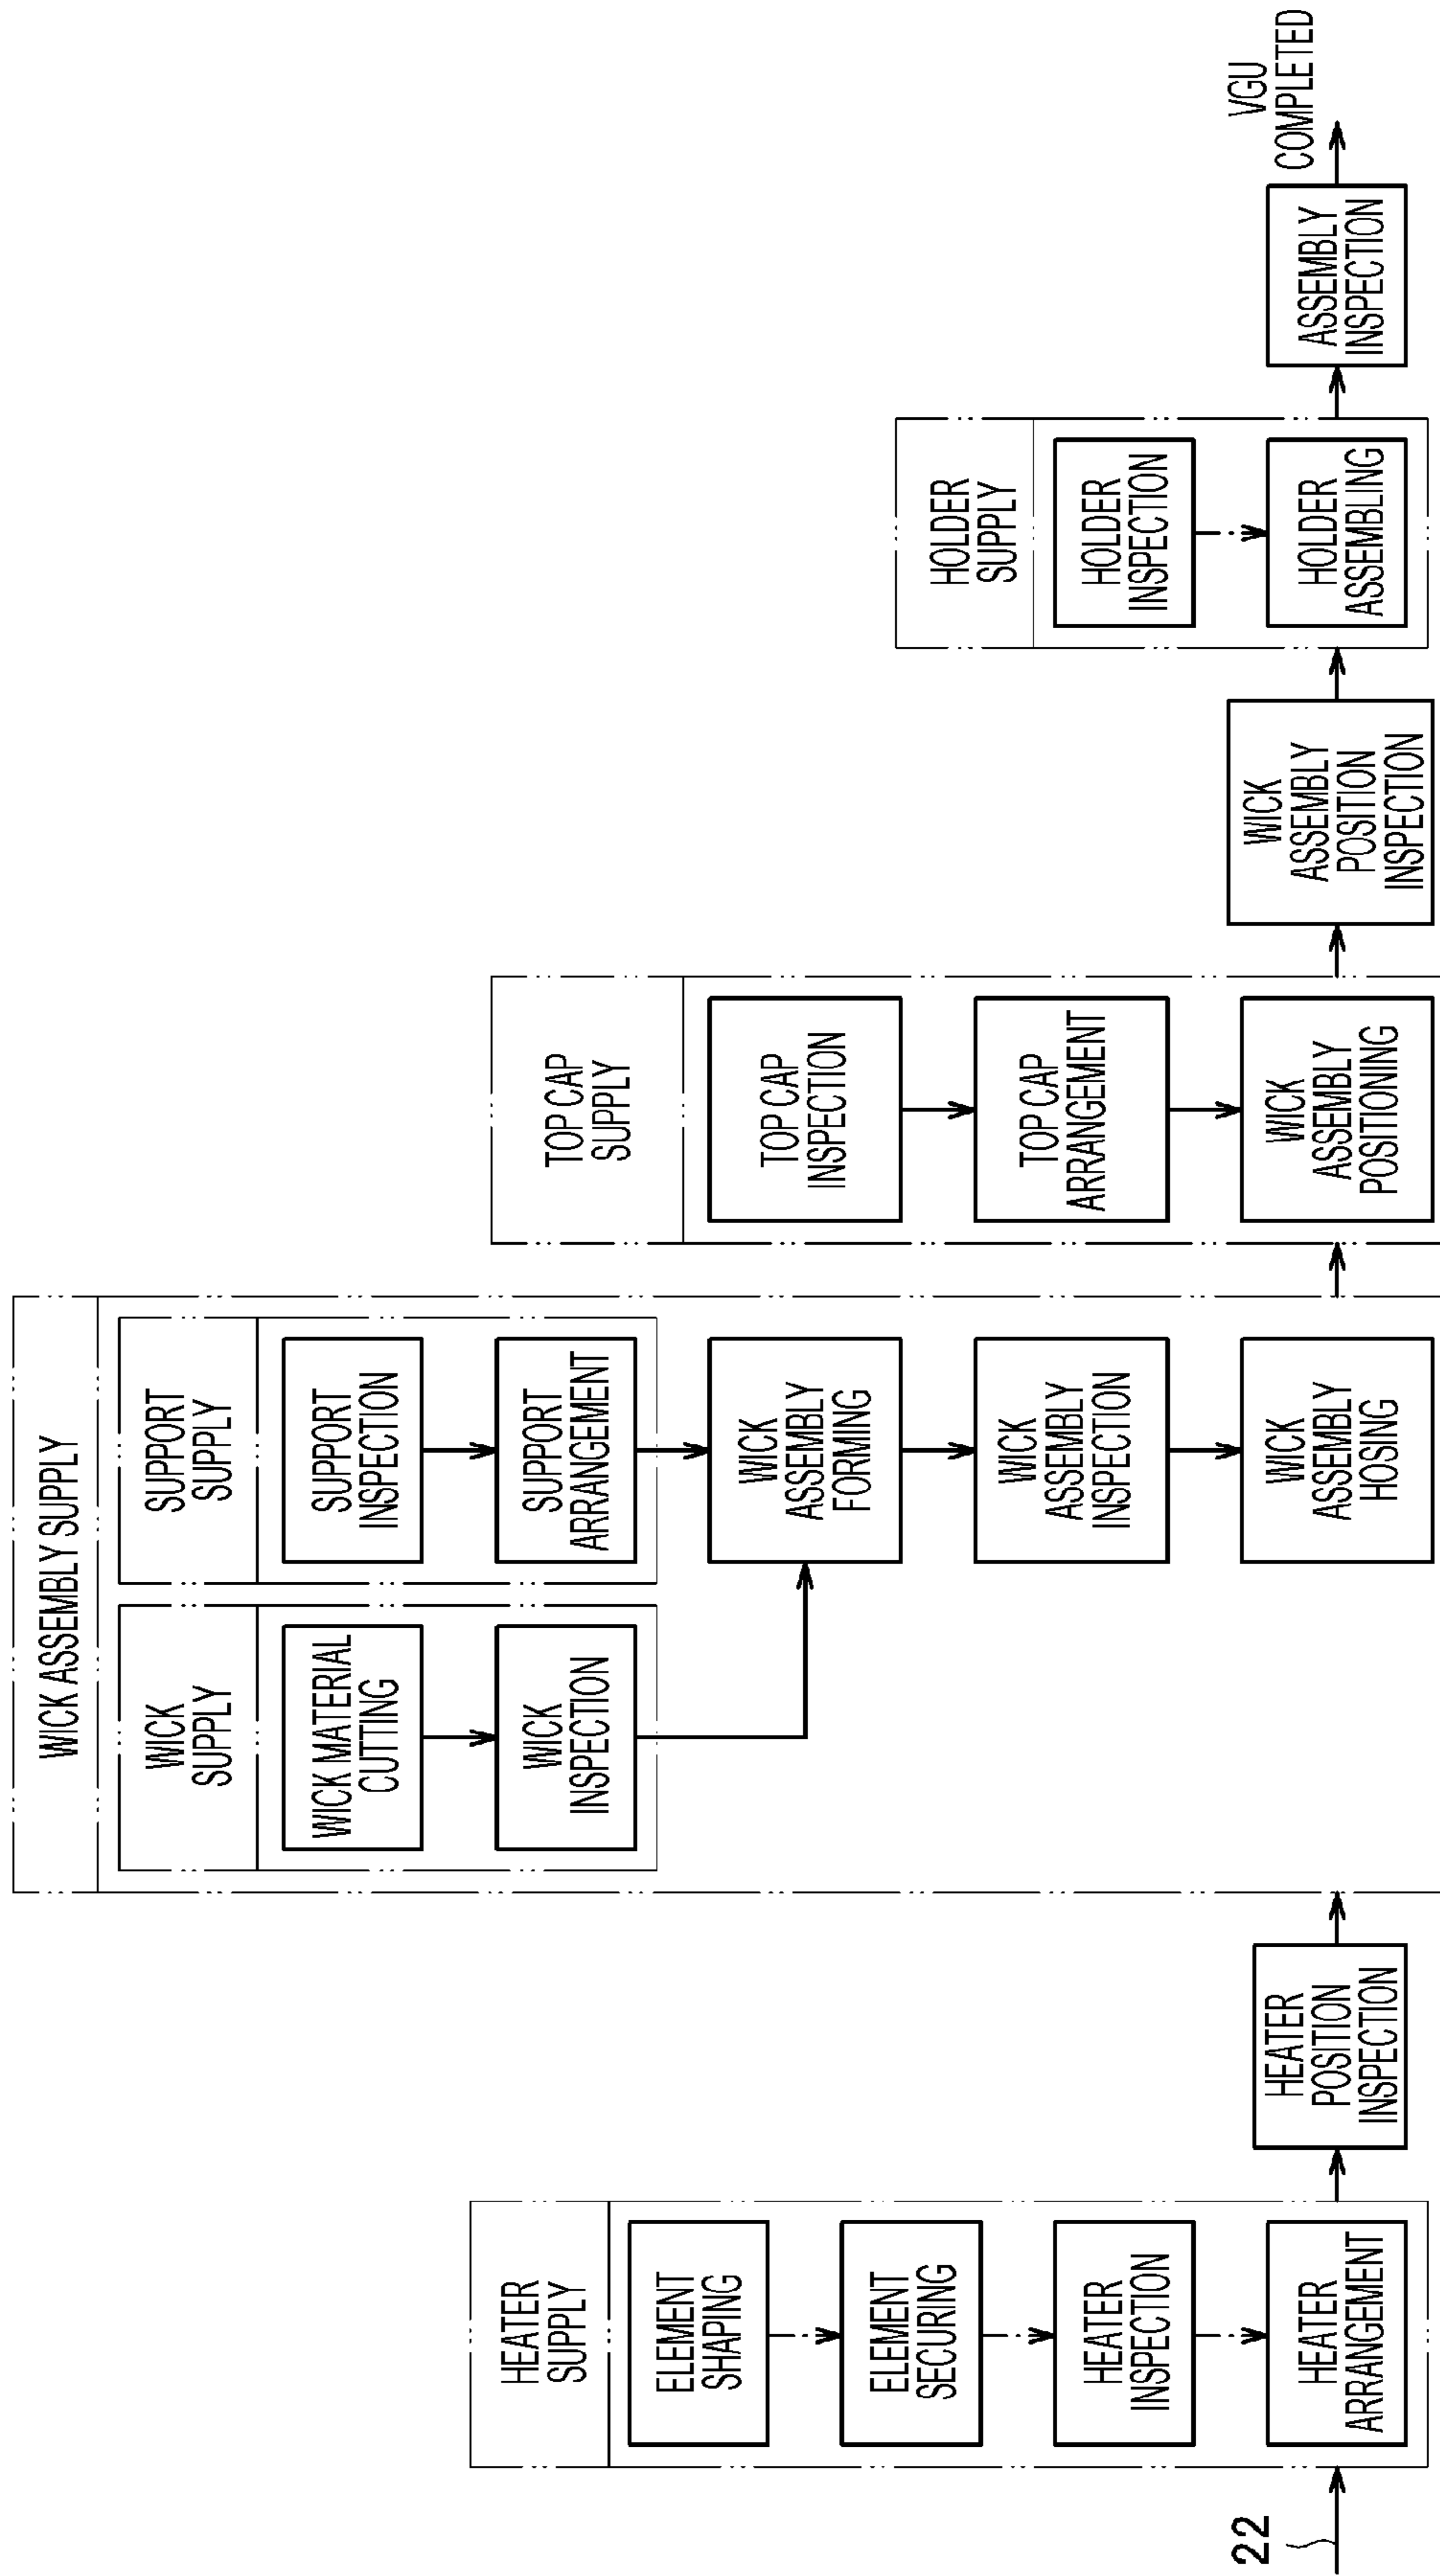 22
HEATER
SUPPLY
ELEMENT
SHAPING
ELEMENT
SECURING
HEATER
INSPECTION
HEATER
ARRANGEMENT
HEATER
POSITION
INSPECTION
WICK ASSEMBLY SUPPLY
WICK
SUPPLY
WICK MATERIAL
CUTTING
WICK
INSPECTION
SUPPORT
SUPPLY
SUPPORT
INSPECTION
SUPPORT
ARRANGEMENT
WICK
ASSEMBLY
FORMING
WICK
ASSEMBLY
INSPECTION
WICK
ASSEMBLY
HOSING
TOP CAP
SUPPLY
TOP CAP
INSPECTION
TOP CAP
ARRANGEMENT
WICK
ASSEMBLY
POSITIONING
WICK
ASSEMBLY
POSITION
INSPECTION
HOLDER
SUPPLY
HOLDER
INSPECTION
HOLDER
ASSEMBLING
ASSEMBLY
INSPECTION
VGU
COMPLETED